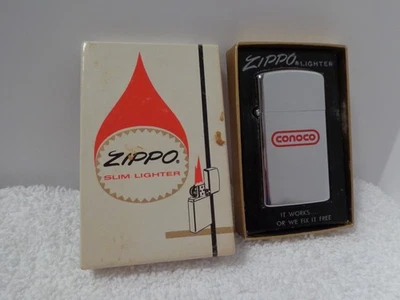 ZIPPO.
SLIM LIGHTER
ZIPPO®LIGHTER®
CONOCO
IT WORKS...
OR WE FIX IT FREE